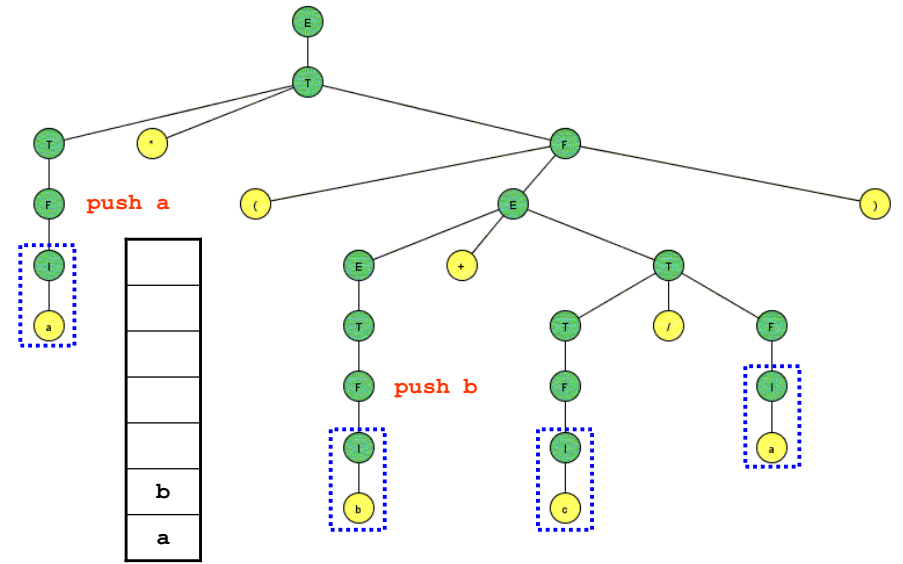 E
T
T * F
F push a ( E )
I E + T
a T T / F
F push b F I
I I a
b b c
a